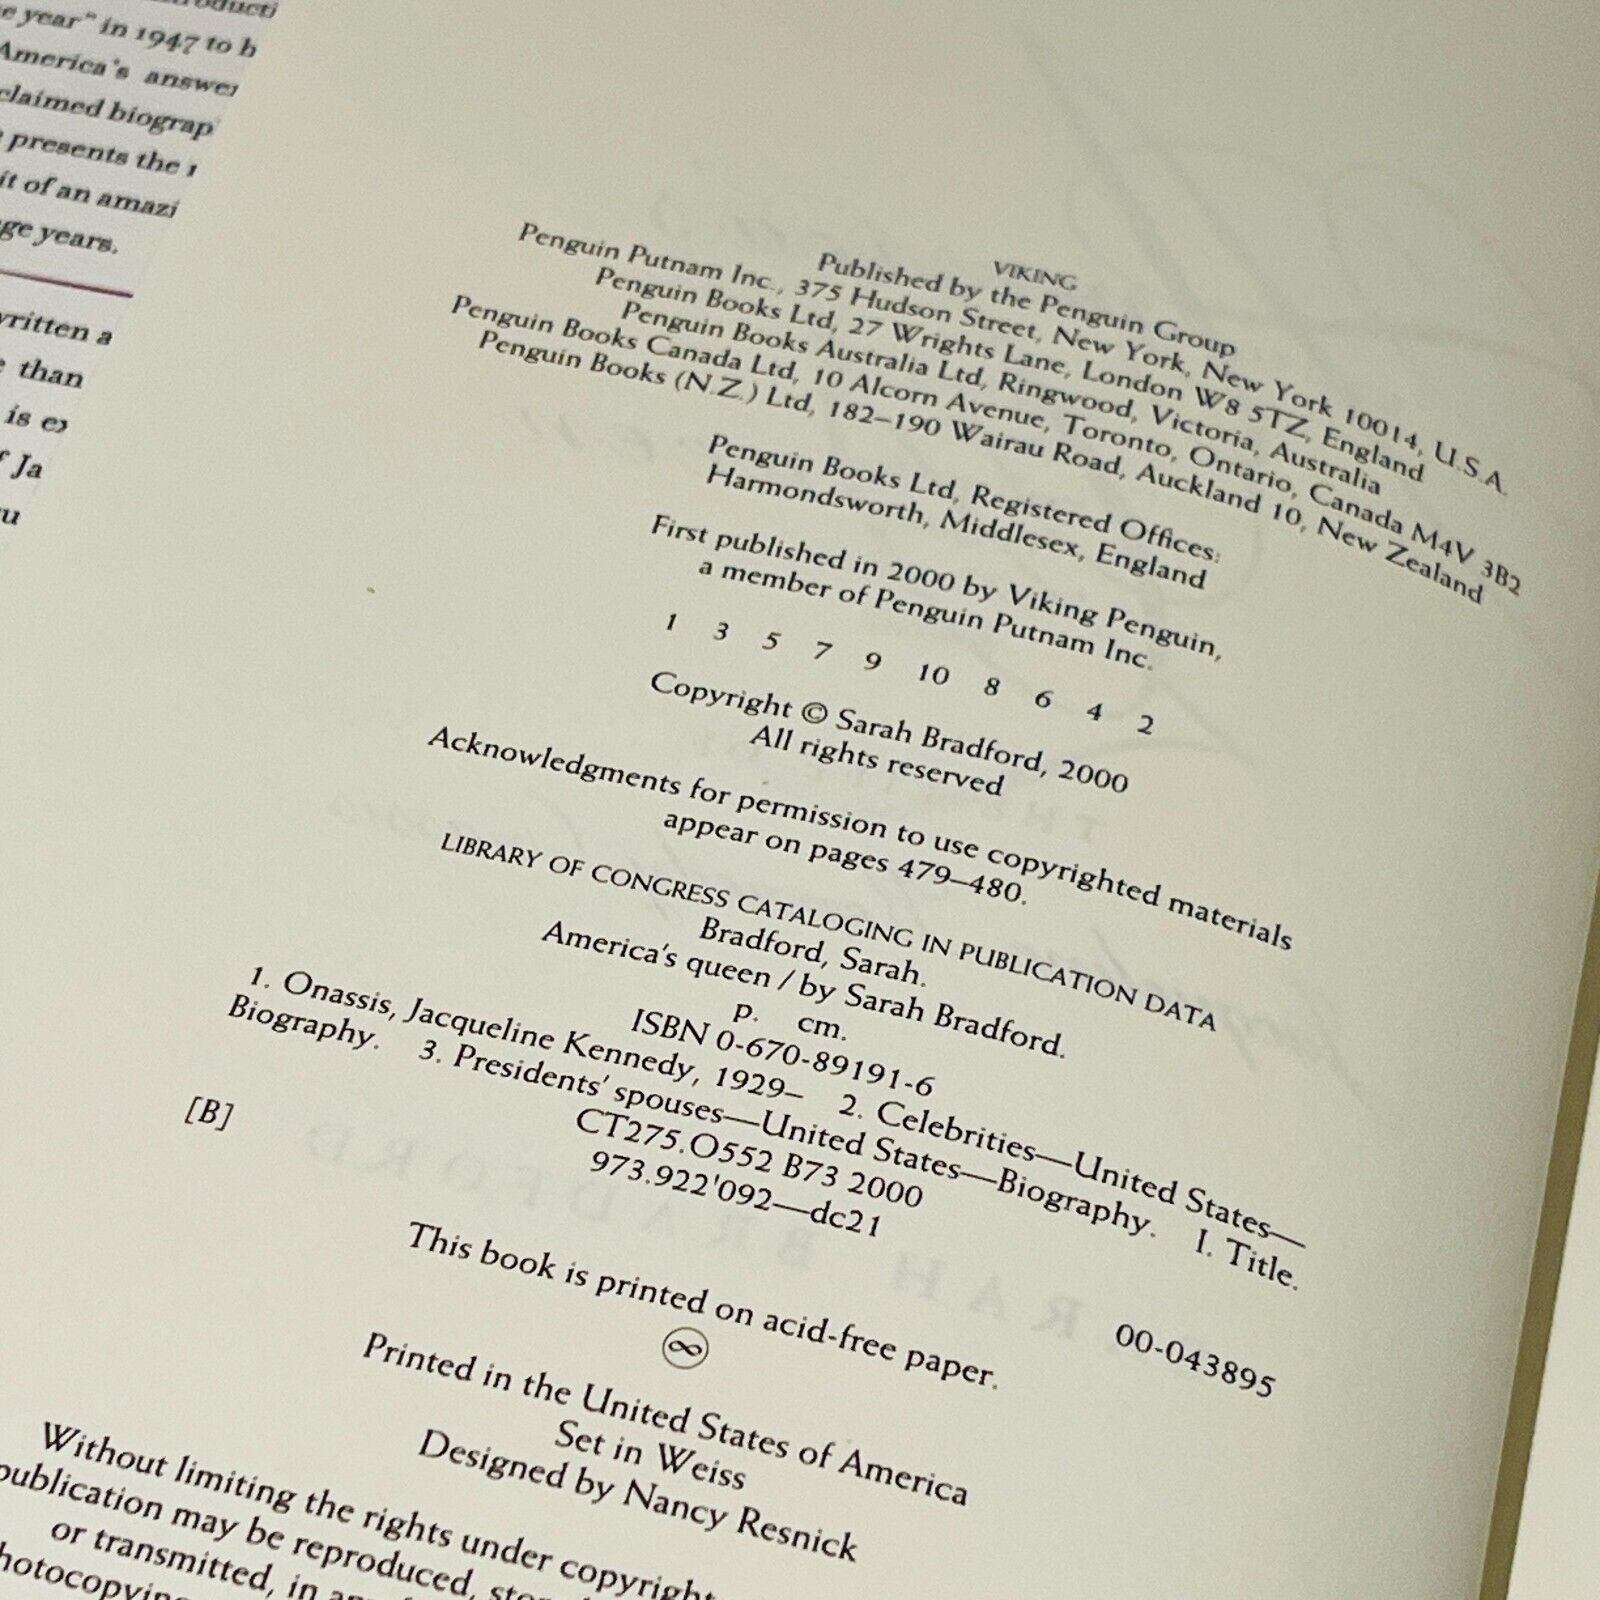 e year" in 1947 to b
America's answer
claimed biograp
presents the
it of an amazi
ge years.
ritten a
than
is ex
f Ja
VIKING
Published by the Penguin Group
Penguin Putnam Inc., 375 Hudson Street, New York, New York 10014, U.S.A.
Penguin Books Ltd, 27 Wrights Lane, London W8 5TZ, England
Penguin Books Australia Ltd, Ringwood, Victoria, Australia
Penguin Books Canada Ltd, 10 Alcorn Avenue, Toronto, Ontario, Canada M4V 3B2
Penguin Books (N.Z.) Ltd, 182–190 Wairau Road, Auckland 10, New Zealand
Penguin Books Ltd, Registered Offices:
Harmondsworth, Middlesex, England
First published in 2000 by Viking Penguin,
a member of Penguin Putnam Inc.
1 3 5 7 9 10 8 6 4 2
Copyright © Sarah Bradford, 2000
All rights reserved
Acknowledgments for permission to use copyrighted materials
appear on pages 479–480.
LIBRARY OF CONGRESS CATALOGING IN PUBLICATION DATA
Bradford, Sarah.
America's queen / by Sarah Bradford.
p. cm.
ISBN 0-670-89191-6
1. Onassis, Jacqueline Kennedy, 1929– 2. Celebrities—United States—
Biography. 3. Presidents' spouses—United States—Biography. I. Title.
CT275.O552 B73 2000
[B] 973.922'092—dc21 00-043895
This book is printed on acid-free paper.
∞
Printed in the United States of America
Set in Weiss
Designed by Nancy Resnick
Without limiting the rights under copyright
publication may be reproduced, sto
or transmitted, in
hotocopying